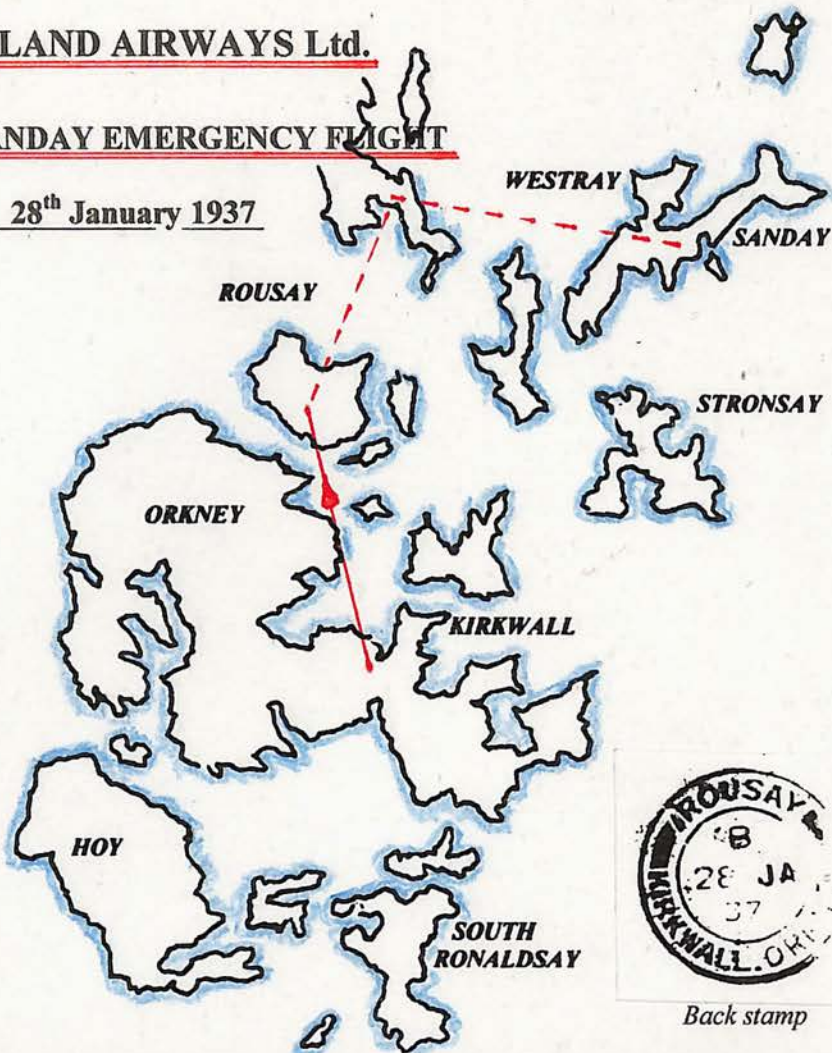 LAND AIRWAYS Ltd.
ANDAY EMERGENCY FLIGHT
28th January 1937
WESTRAY
SANDAY
ROUSAY
STRONSAY
ORKNEY
KIRKWALL
HOY
SOUTH
RONALDSAY
ROUSAY
B
28 JA
37
KIRKWALL. OR
Back stamp